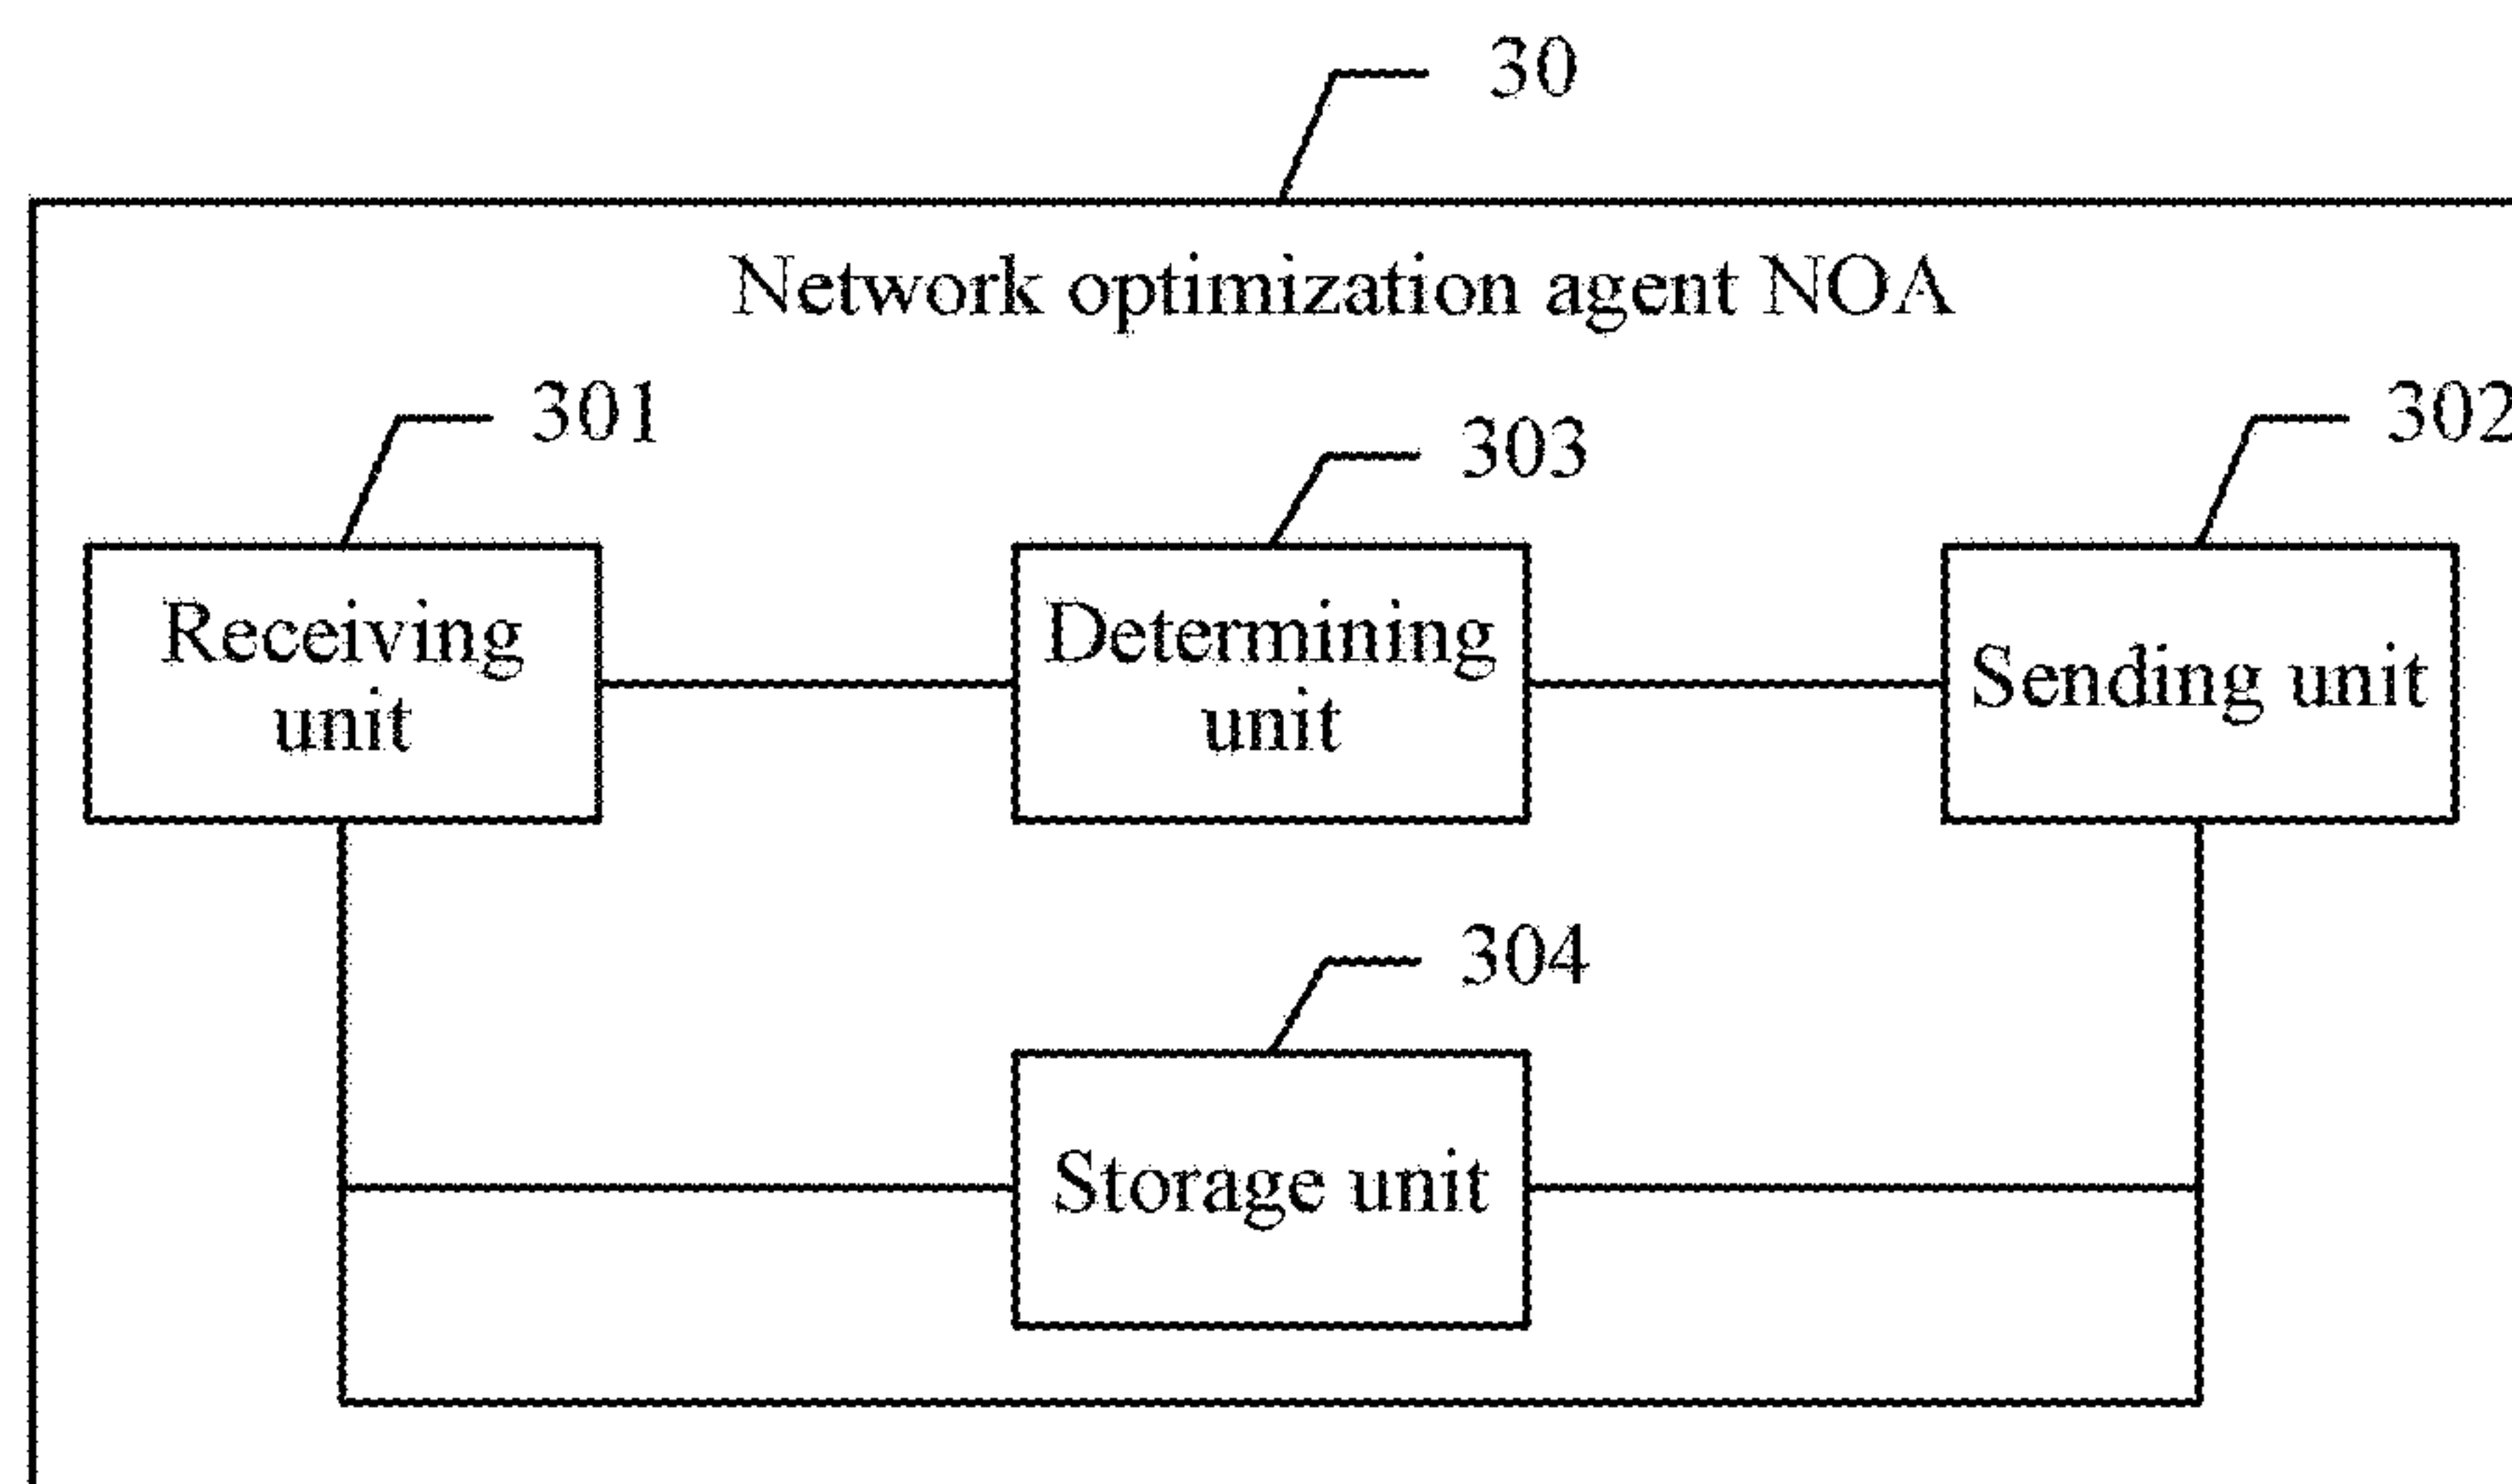 30
Network optimization agent NOA
301
303
302
Receiving
unit
Determining
unit
Sending unit
304
Storage unit